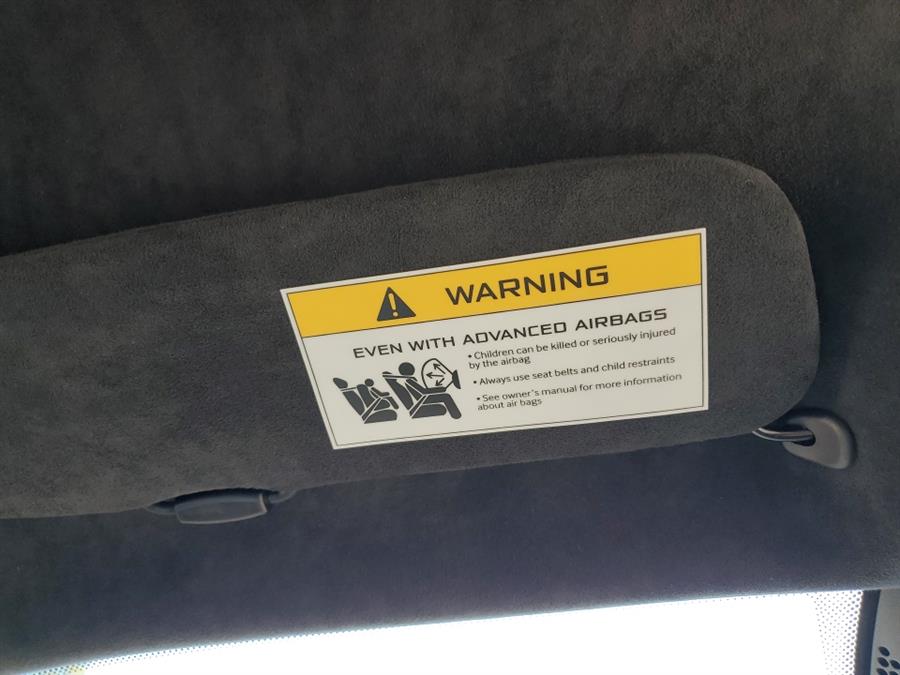 WARNING
EVEN WITH ADVANCED AIRBAGS
• Children can be killed or seriously injured
by the airbag
• Always use seat belts and child restraints
• See owner's manual for more information
about air bags